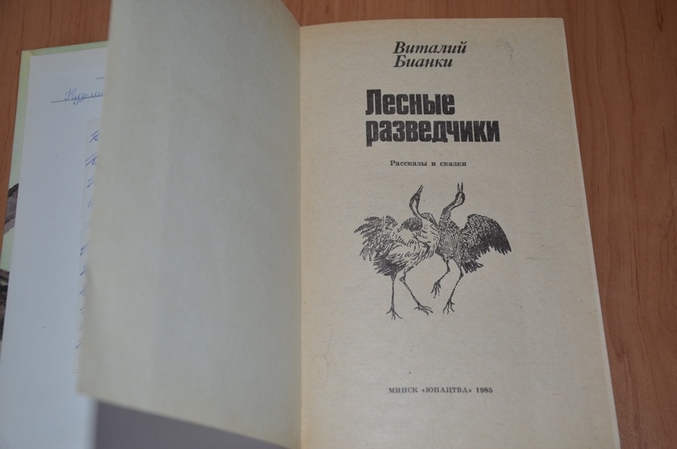 Виталий
Бианки
Лесные
разведчики
Рассказы и сказки
МИНСК «ЮНАЦТВА» 1985